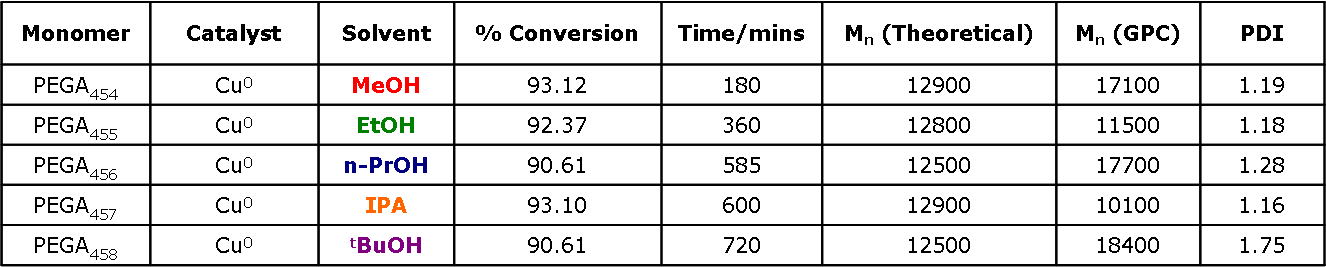 Monomer Catalyst Solvent % Conversion Time/mins Mₙ (Theoretical) Mₙ (GPC) PDI
PEGA₄₅₄ Cu⁰ MeOH 93.12 180 12900 17100 1.19
PEGA₄₅₅ Cu⁰ EtOH 92.37 360 12800 11500 1.18
PEGA₄₅₆ Cu⁰ n-PrOH 90.61 585 12500 17700 1.28
PEGA₄₅₇ Cu⁰ IPA 93.10 600 12900 10100 1.16
PEGA₄₅₈ Cu⁰ ᵗBuOH 90.61 720 12500 18400 1.75